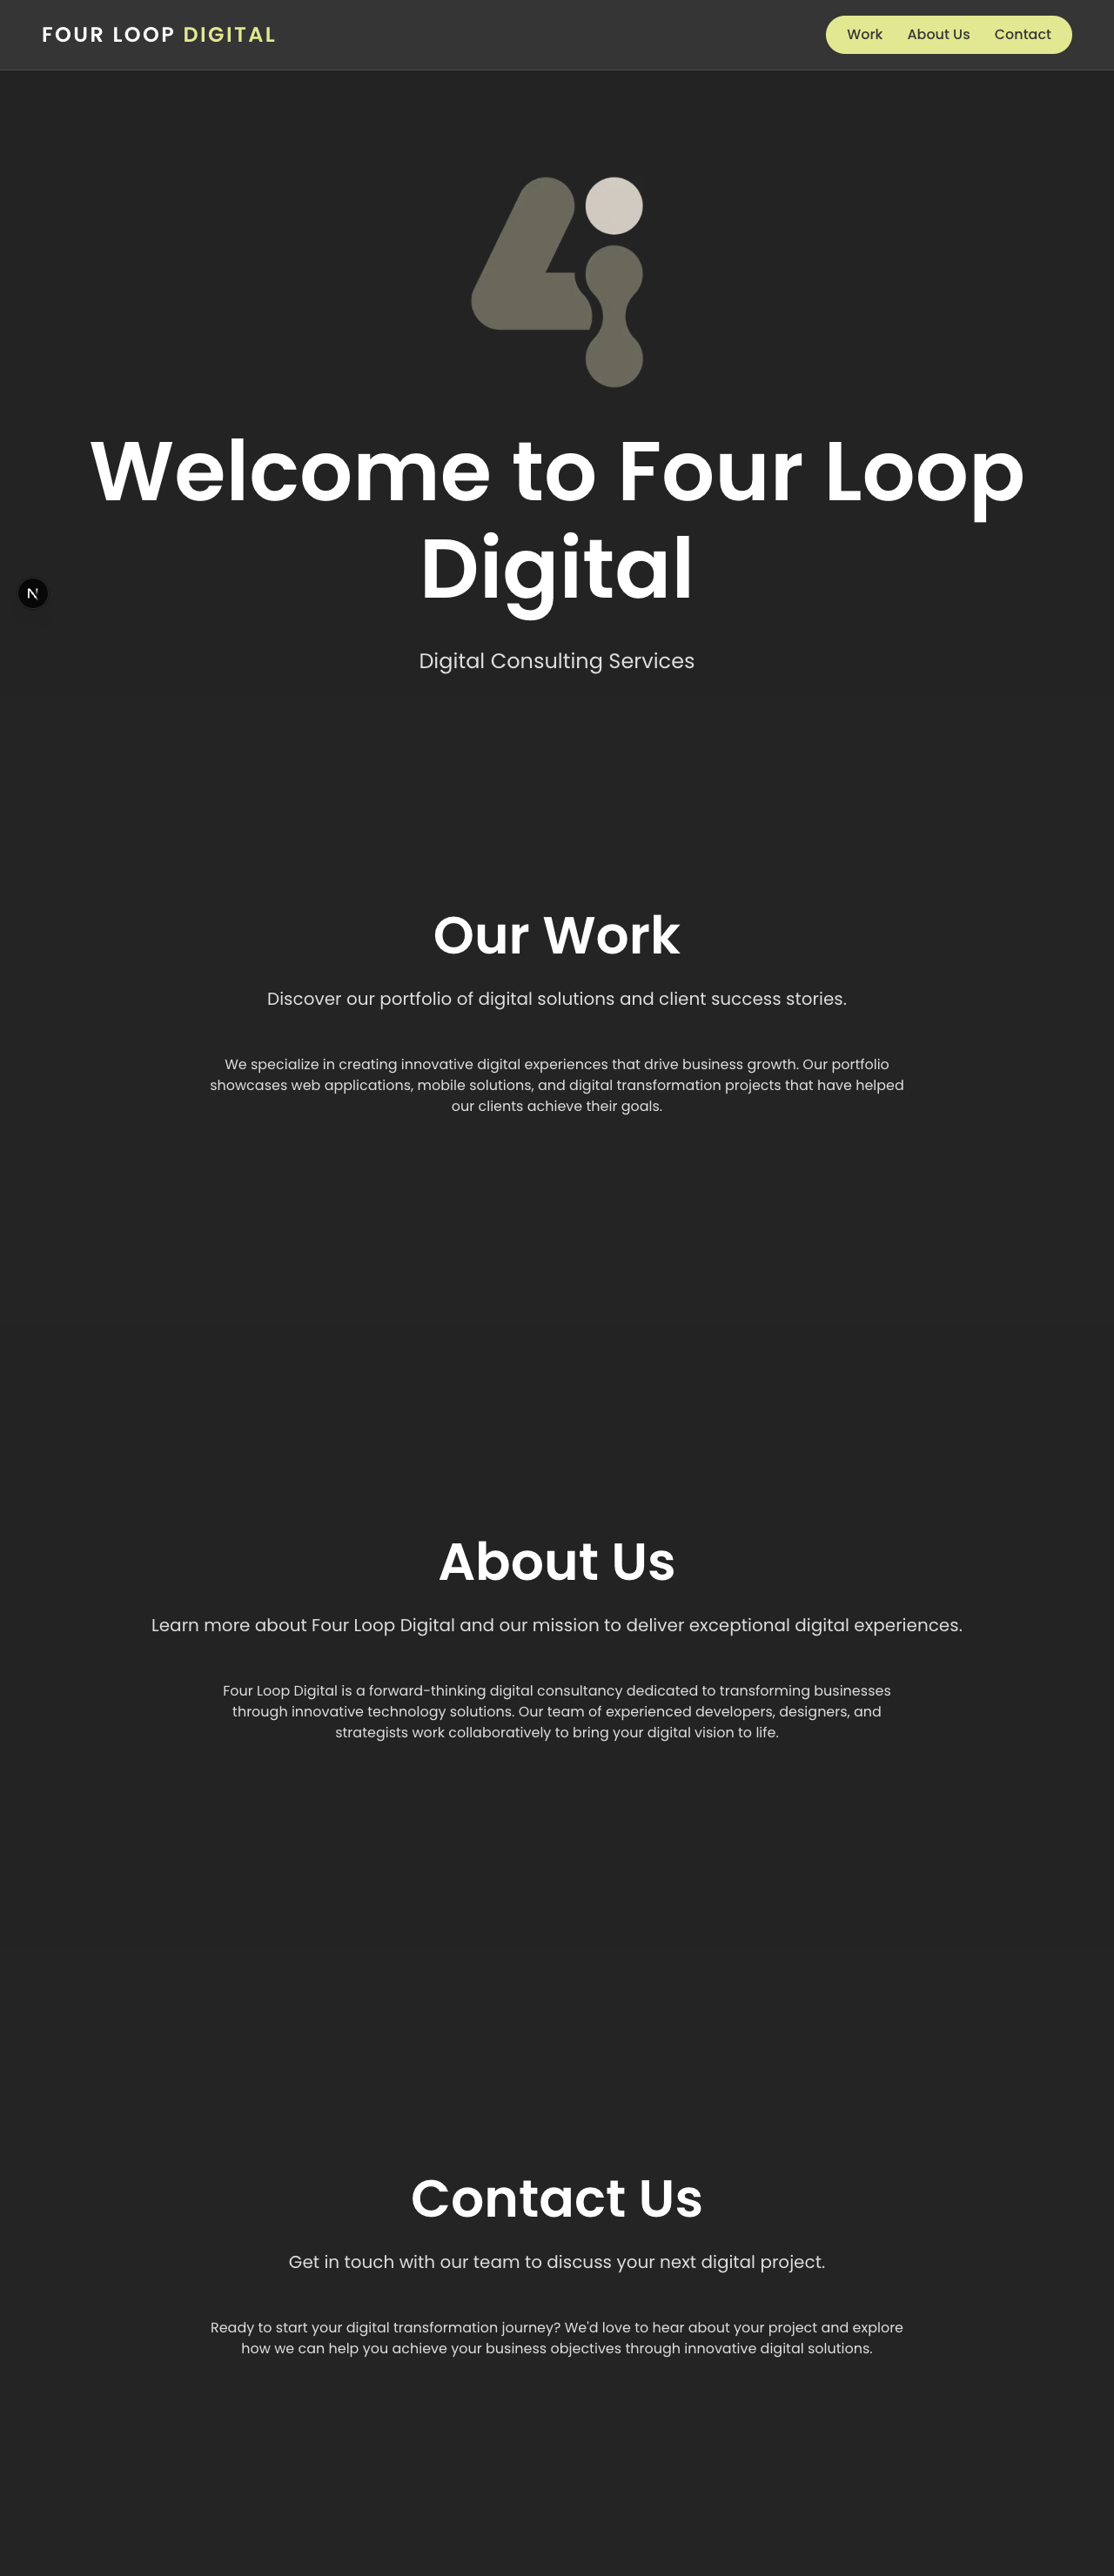 FOUR LOOP DIGITAL
Work About Us Contact
4
Welcome to Four Loop
Digital
N
Digital Consulting Services
Our Work
Discover our portfolio of digital solutions and client success stories.
We specialize in creating innovative digital experiences that drive business growth. Our portfolio
showcases web applications, mobile solutions, and digital transformation projects that have helped
our clients achieve their goals.
About Us
Learn more about Four Loop Digital and our mission to deliver exceptional digital experiences.
Four Loop Digital is a forward-thinking digital consultancy dedicated to transforming businesses
through innovative technology solutions. Our team of experienced developers, designers, and
strategists work collaboratively to bring your digital vision to life.
Contact Us
Get in touch with our team to discuss your next digital project.
Ready to start your digital transformation journey? We'd love to hear about your project and explore
how we can help you achieve your business objectives through innovative digital solutions.